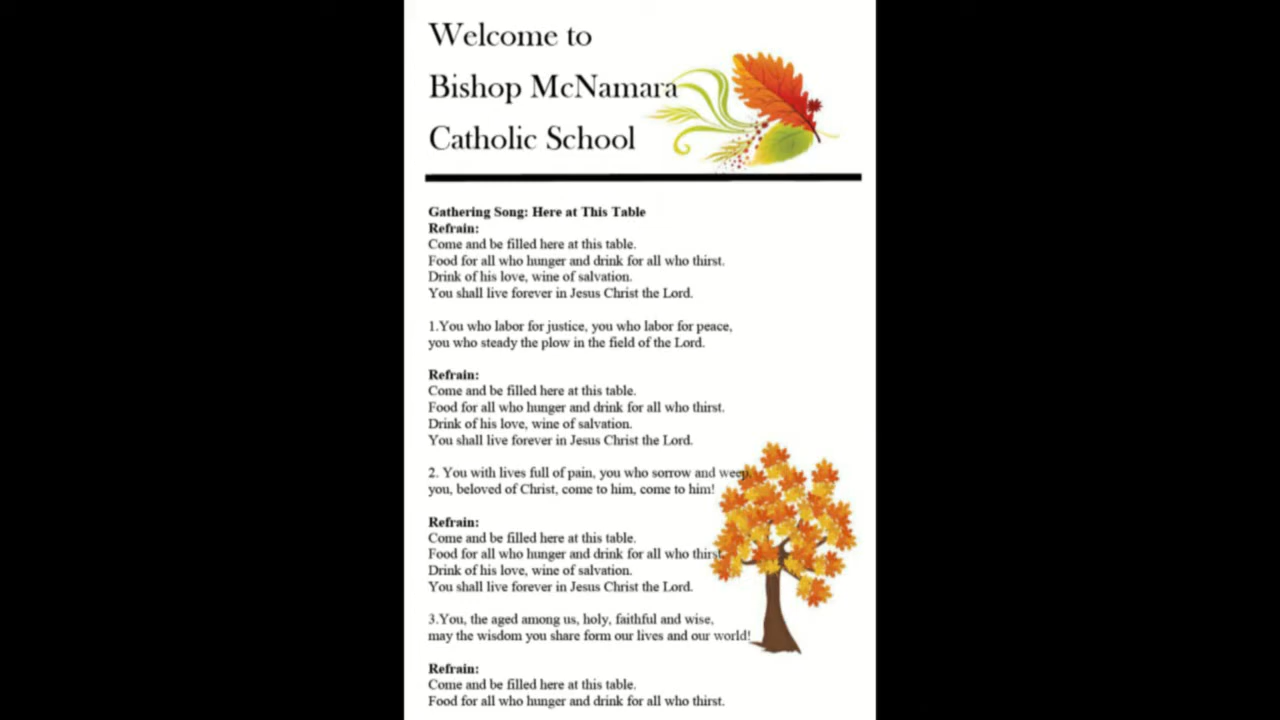 Welcome to
Bishop McNamara
Catholic School
Gathering Song: Here at This Table
Refrain:
Come and be filled here at this table.
Food for all who hunger and drink for all who thirst.
Drink of his love, wine of salvation.
You shall live forever in Jesus Christ the Lord.
1.You who labor for justice, you who labor for peace,
you who steady the plow in the field of the Lord.
Refrain:
Come and be filled here at this table.
Food for all who hunger and drink for all who thirst.
Drink of his love, wine of salvation.
You shall live forever in Jesus Christ the Lord.
2. You with lives full of pain, you who sorrow and weep,
you, beloved of Christ, come to him, come to him!
Refrain:
Come and be filled here at this table.
Food for all who hunger and drink for all who thirst.
Drink of his love, wine of salvation.
You shall live forever in Jesus Christ the Lord.
3.You, the aged among us, holy, faithful and wise,
may the wisdom you share form our lives and our world!
Refrain:
Come and be filled here at this table.
Food for all who hunger and drink for all who thirst.